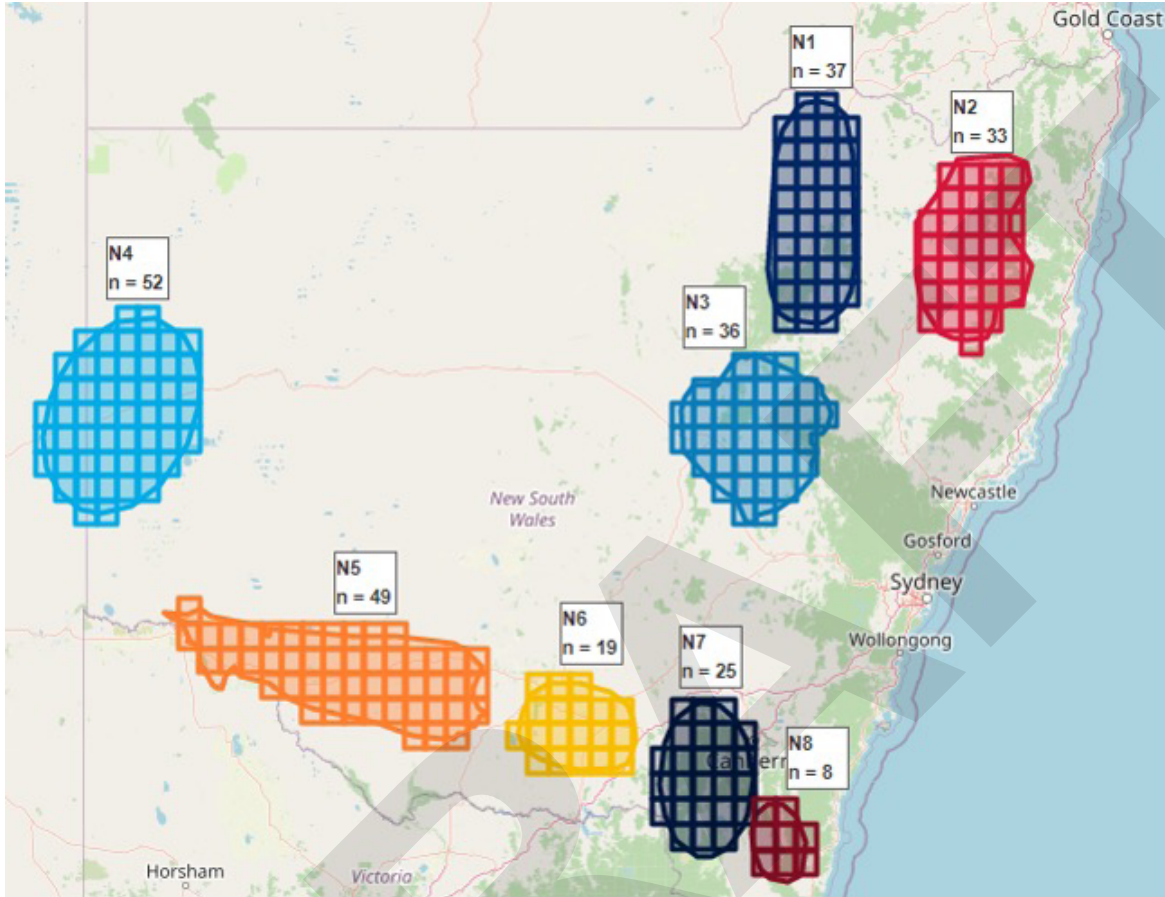 Gold Coast
N1
n = 37
N2
n = 33
N4
n = 52
N3
n = 36
New South
Wales
Newcastle
Gosford
Sydney
N5
n = 49
N6
n = 19
N7
n = 25
Wollongong
N8
n = 8
Horsham
Victoria
DRAFT